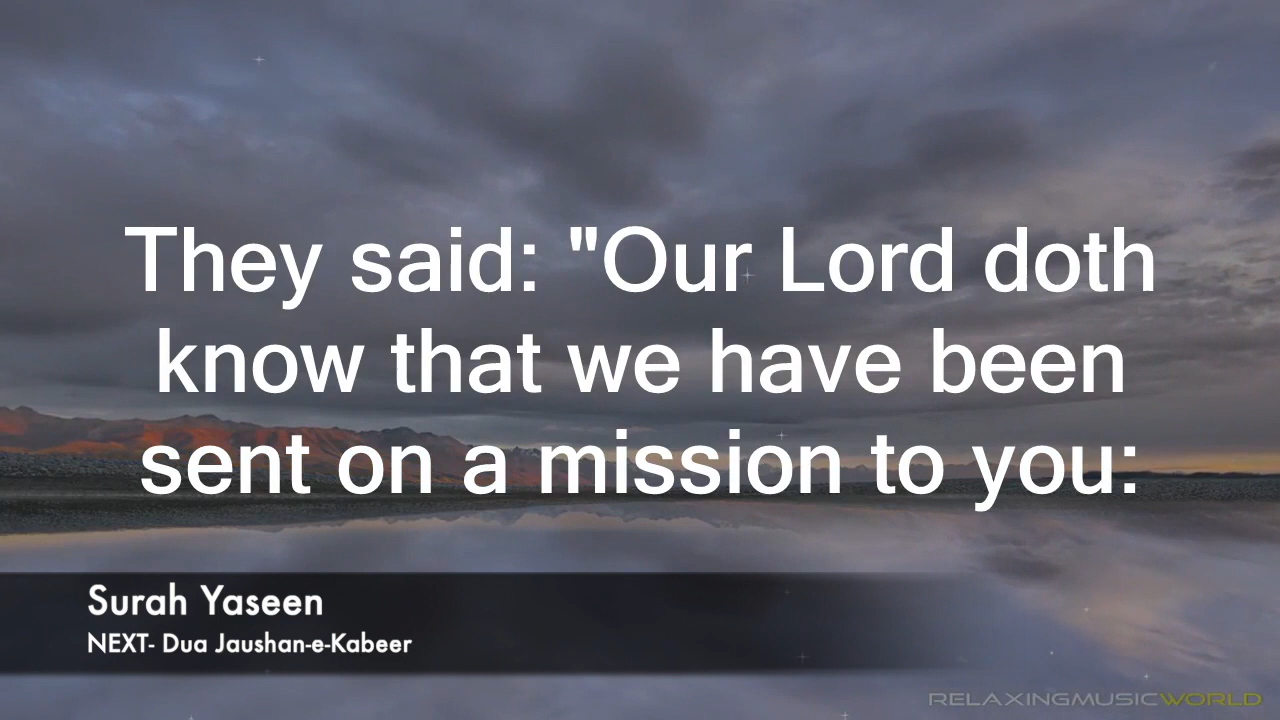 They said: "Our Lord doth
know that we have been
sent on a mission to you:
Surah Yaseen
NEXT- Dua Jaushan-e-Kabeer
RELAXINGMUSICWORLD